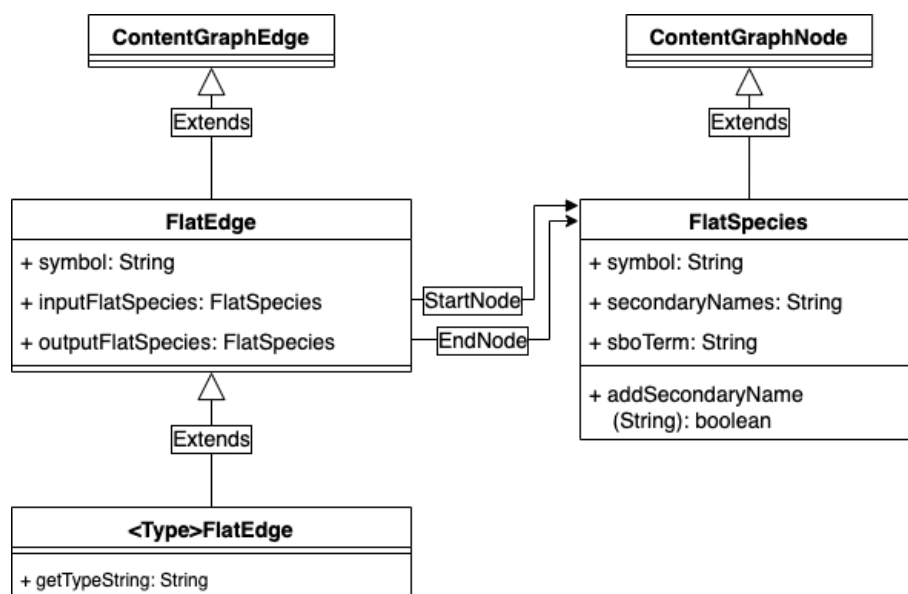 ContentGraphEdge
Extends
FlatEdge
+ symbol: String
+ inputFlatSpecies: FlatSpecies
+ outputFlatSpecies: FlatSpecies
Extends
<Type>FlatEdge
+ getTypeString: String
StartNode
EndNode
ContentGraphNode
Extends
FlatSpecies
+ symbol: String
+ secondaryNames: String
+ sboTerm: String
+ addSecondaryName
(String): boolean